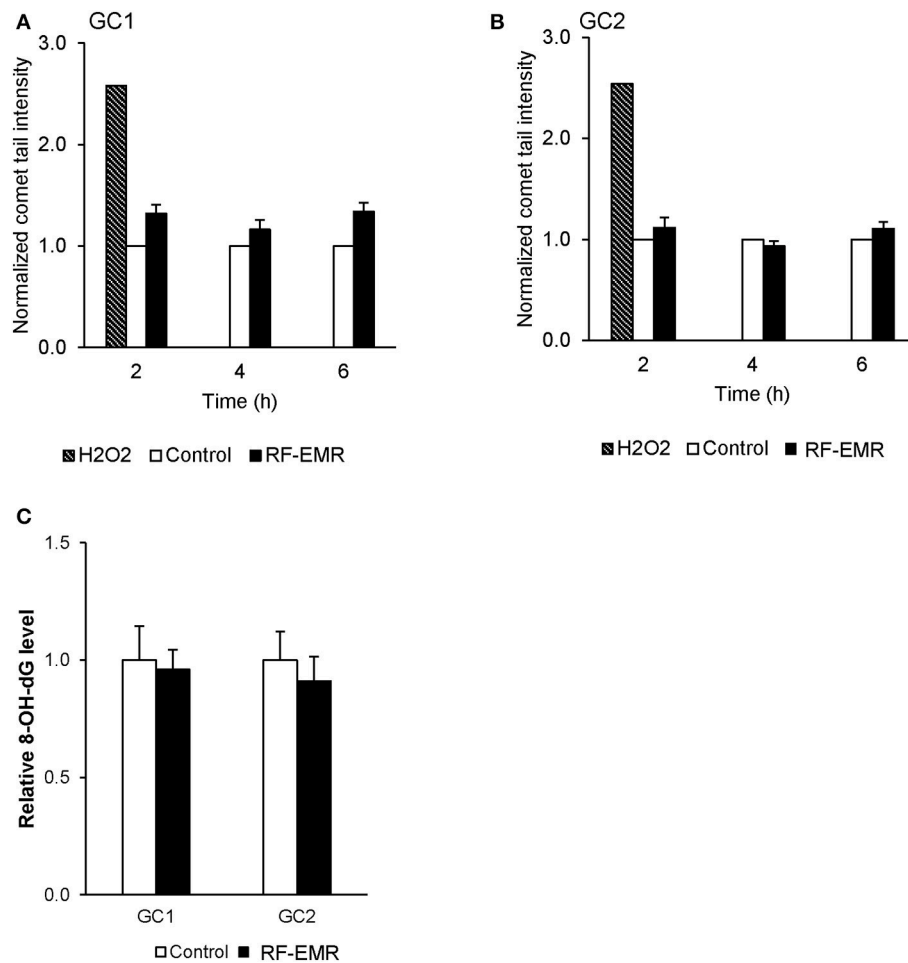 A
GC1
Normalized comet tail intensity
3.0
2.0
1.0
0.0
2 4 6
Time (h)
H2O2 Control RF-EMR
B
GC2
Normalized comet tail intensity
3.0
2.0
1.0
0.0
2 4 6
Time (h)
H2O2 Control RF-EMR
C
Relative 8-OH-dG level
1.5
1.0
0.5
0.0
GC1 GC2
Control RF-EMR